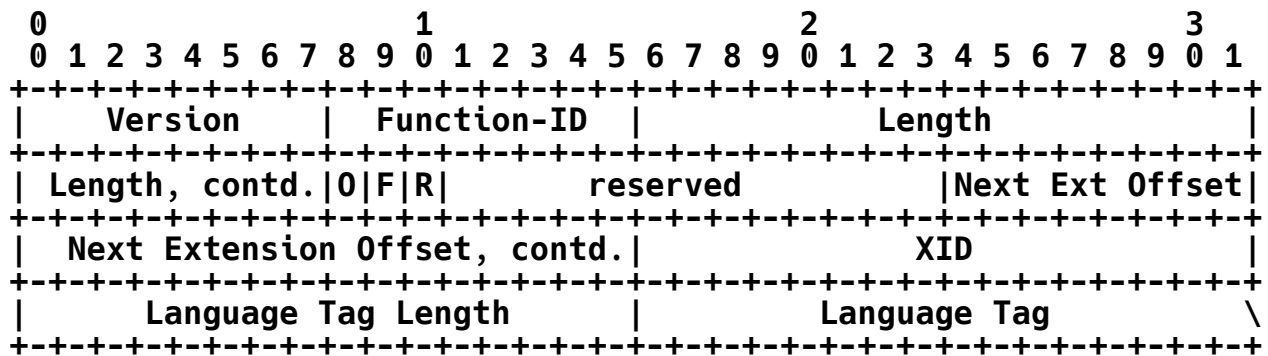 0                   1                   2                   3
 0 1 2 3 4 5 6 7 8 9 0 1 2 3 4 5 6 7 8 9 0 1 2 3 4 5 6 7 8 9 0 1
+-+-+-+-+-+-+-+-+-+-+-+-+-+-+-+-+-+-+-+-+-+-+-+-+-+-+-+-+-+-+-+-+
|    Version    |  Function-ID  |            Length             |
+-+-+-+-+-+-+-+-+-+-+-+-+-+-+-+-+-+-+-+-+-+-+-+-+-+-+-+-+-+-+-+-+
| Length, contd.|O|F|R|       reserved          |Next Ext Offset|
+-+-+-+-+-+-+-+-+-+-+-+-+-+-+-+-+-+-+-+-+-+-+-+-+-+-+-+-+-+-+-+-+
|  Next Extension Offset, contd.|              XID              |
+-+-+-+-+-+-+-+-+-+-+-+-+-+-+-+-+-+-+-+-+-+-+-+-+-+-+-+-+-+-+-+-+
|      Language Tag Length      |         Language Tag          \
+-+-+-+-+-+-+-+-+-+-+-+-+-+-+-+-+-+-+-+-+-+-+-+-+-+-+-+-+-+-+-+-+